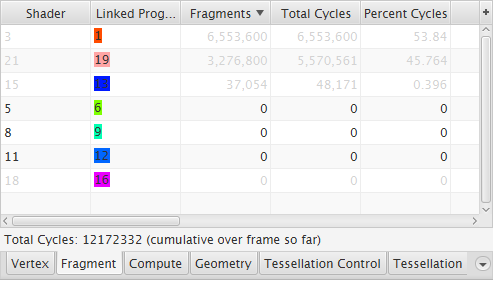 Shader Linked Prog... Fragments Total Cycles Percent Cycles
3 1 6,553,600 6,553,600 53.84
21 19 3,276,800 5,570,561 45.764
15 37,054 48,171 0.396
5 6 0 0 0
8 9 0 0 0
11 12 0 0 0
18 16 0 0 0
Total Cycles: 12172332 (cumulative over frame so far)
Vertex Fragment Compute Geometry Tessellation Control Tessellation